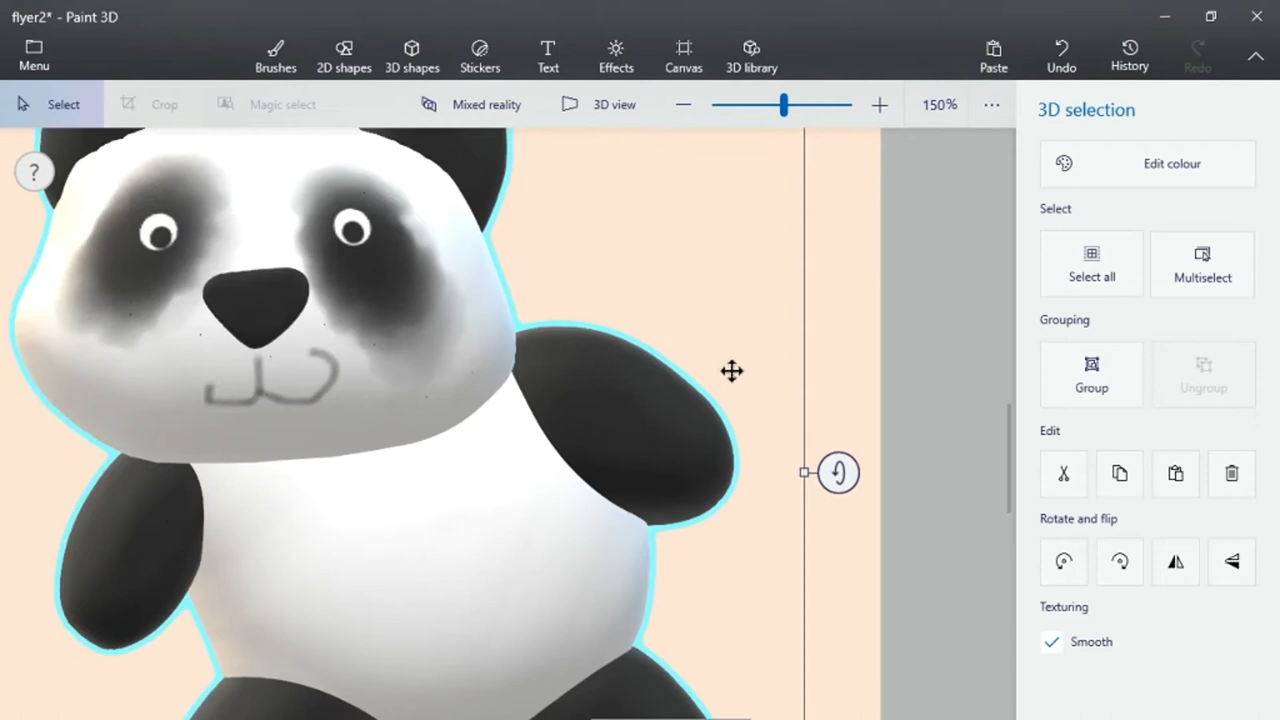 flyer2* - Paint 3D
Menu
Brushes
2D shapes
3D shapes
Stickers
Text
Effects
Canvas
3D library
Paste
Undo
History
Redo
Select
Crop
Magic select
Mixed reality
3D view
150%
?
3D selection
Edit colour
Select
Select all
Multiselect
Grouping
Group
Ungroup
Edit
Rotate and flip
Texturing
Smooth